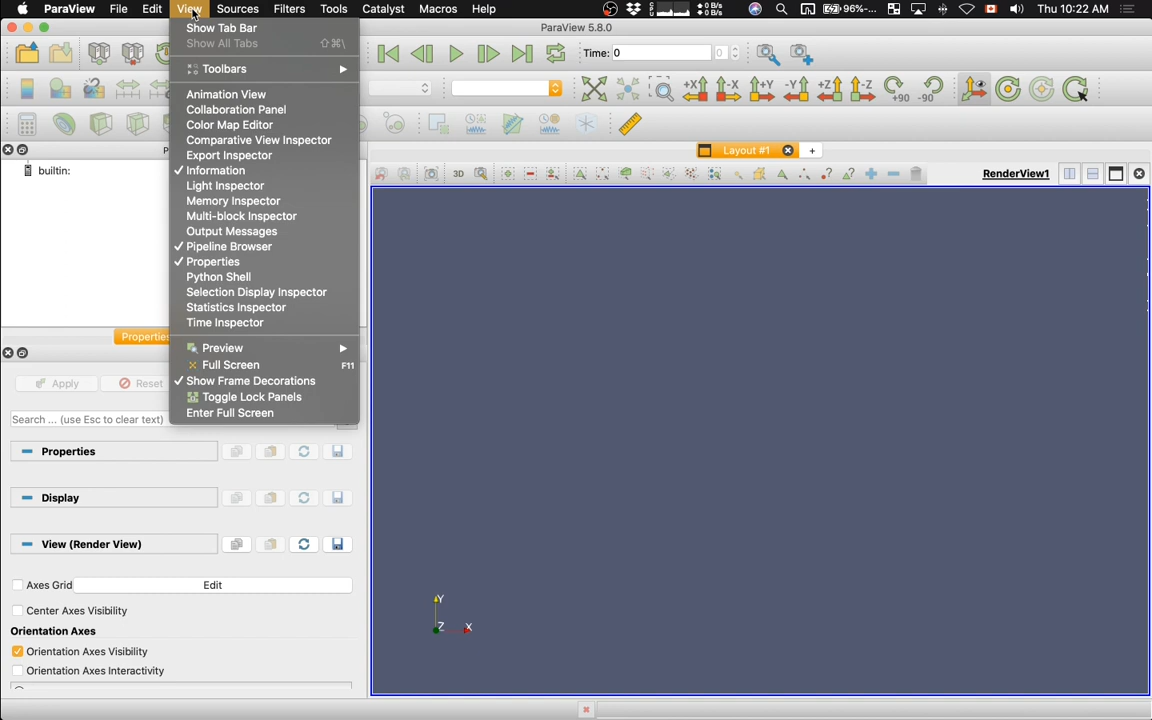 ParaView File Edit View Sources Filters Tools Catalyst Macros Help 96%... Thu 10:22 AM
ParaView 5.8.0
Show Tab Bar
Show All Tabs ⇧⌘\
Toolbars
Animation View
Collaboration Panel
Color Map Editor
Comparative View Inspector
Export Inspector
Information
Light Inspector
Memory Inspector
Multi-block Inspector
Output Messages
Pipeline Browser
Properties
Python Shell
Selection Display Inspector
Statistics Inspector
Time Inspector
Preview
Full Screen F11
Show Frame Decorations
Toggle Lock Panels
Enter Full Screen
Time: 0 0
+X -X +Y -Y +Z -Z +90 -90
Layout #1 +
3D RenderView1
builtin:
Properties
Apply Reset
Search ... (use Esc to clear text)
Properties
Display
View (Render View)
Axes Grid Edit
Center Axes Visibility
Orientation Axes
Orientation Axes Visibility
Orientation Axes Interactivity
Y
Z X